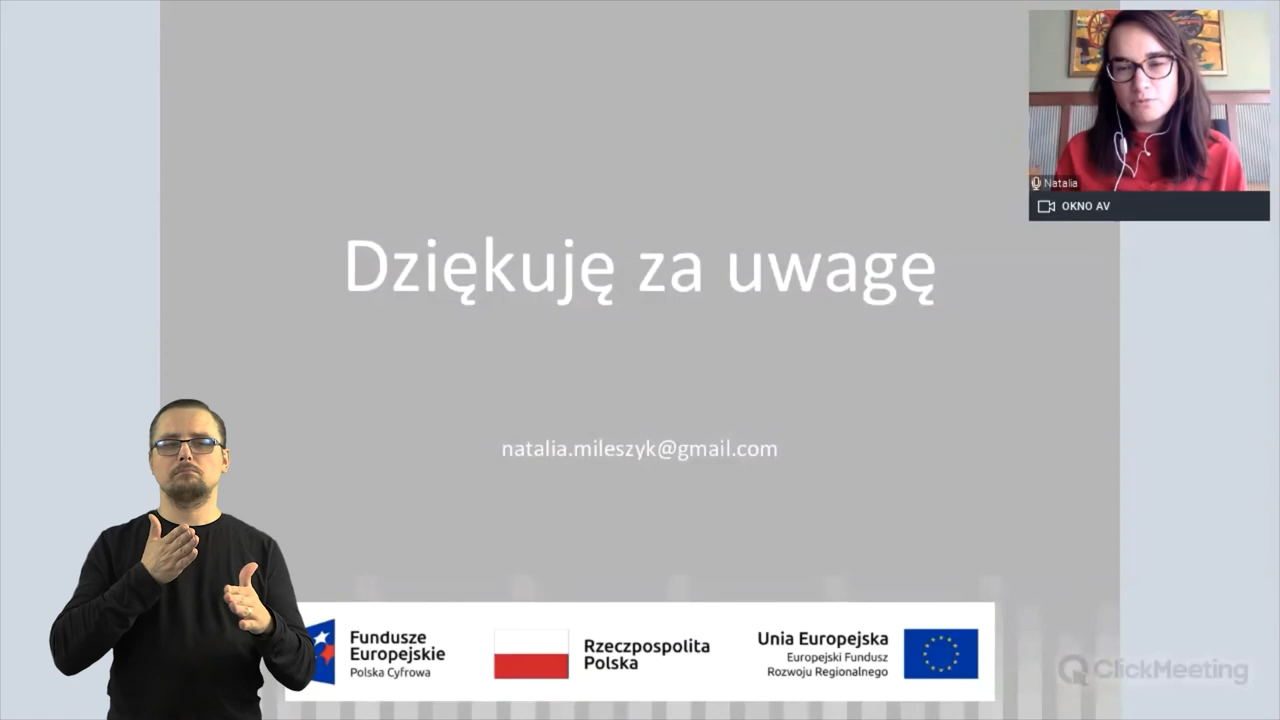 Natalia
OKNO AV
Dziękuję za uwagę
natalia.mileszyk@gmail.com
Fundusze
Europejskie
Polska Cyfrowa
Rzeczpospolita
Polska
Unia Europejska
Europejski Fundusz
Rozwoju Regionalnego
ClickMeeting